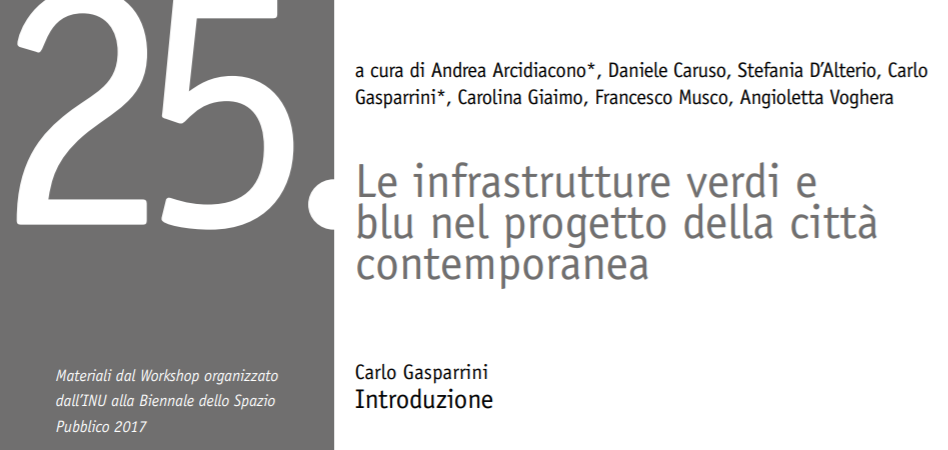 25.
a cura di Andrea Arcidiacono*, Daniele Caruso, Stefania D'Alterio, Carlo
Gasparrini*, Carolina Giaimo, Francesco Musco, Angioletta Voghera
Le infrastrutture verdi e
blu nel progetto della città
contemporanea
Materiali dal Workshop organizzato
dall'INU alla Biennale dello Spazio
Pubblico 2017
Carlo Gasparrini
Introduzione